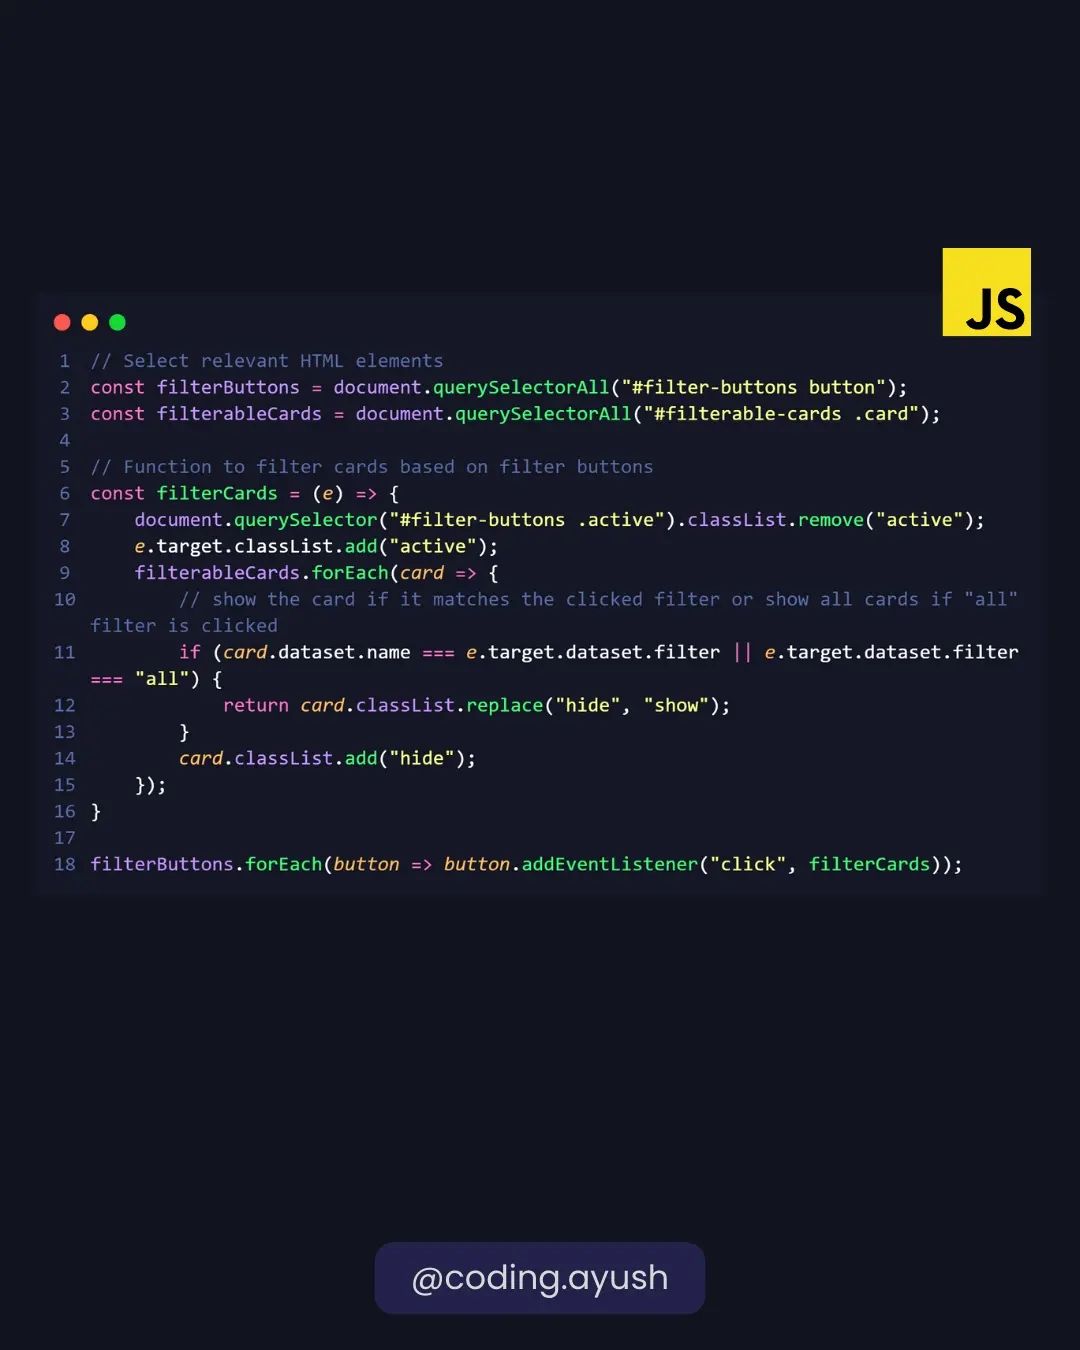 JS
1 // Select relevant HTML elements
2 const filterButtons = document.querySelectorAll("#filter-buttons button");
3 const filterableCards = document.querySelectorAll("#filterable-cards .card");
4
5 // Function to filter cards based on filter buttons
6 const filterCards = (e) => {
7     document.querySelector("#filter-buttons .active").classList.remove("active");
8     e.target.classList.add("active");
9     filterableCards.forEach(card => {
10         // show the card if it matches the clicked filter or show all cards if "all"
filter is clicked
11         if (card.dataset.name === e.target.dataset.filter || e.target.dataset.filter
=== "all") {
12             return card.classList.replace("hide", "show");
13         }
14         card.classList.add("hide");
15     });
16 }
17
18 filterButtons.forEach(button => button.addEventListener("click", filterCards));
@coding.ayush